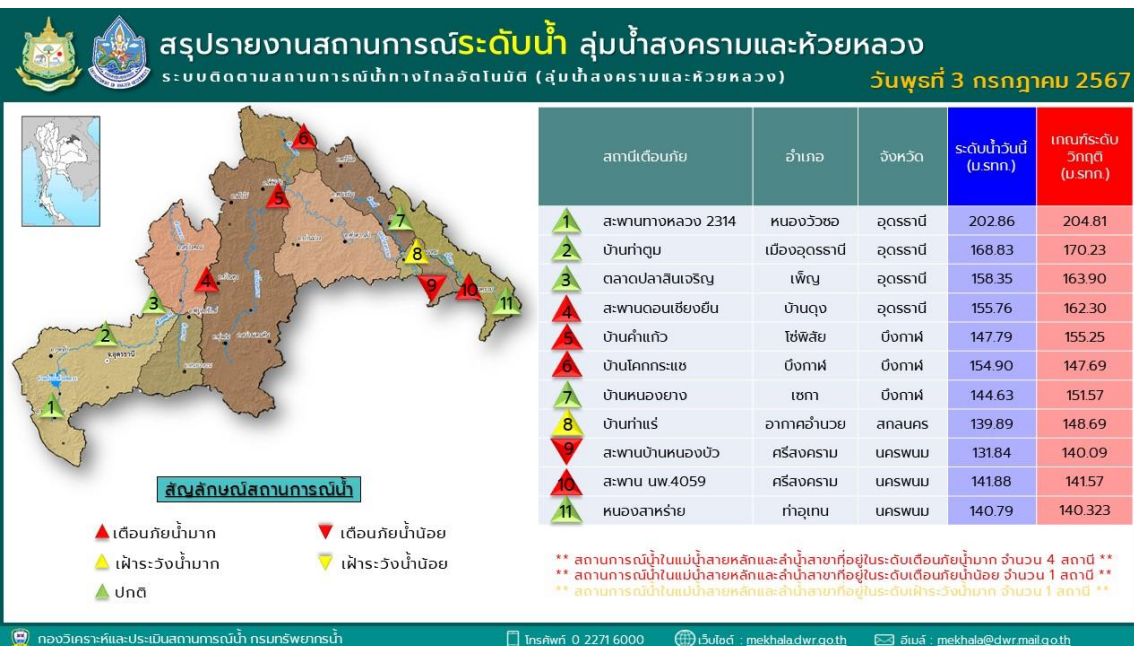 สรุปรายงานสถานการณ์ระดับน้ำ ลุ่มน้ำสงครามและห้วยหลวง
ระบบติดตามสถานการณ์น้ำทางไกลอัตโนมัติ (ลุ่มน้ำสงครามและห้วยหลวง)
วันพุธที่ 3 กรกฎาคม 2567
สถานีเตือนภัย อำเภอ จังหวัด ระดับน้ำวันนี้ (ม.รทก.) เกณฑ์ระดับวิกฤติ (ม.รทก.)
1 สะพานทางหลวง 2314 หนองวัวซอ อุดรธานี 202.86 204.81
2 บ้านท่าตูม เมืองอุดรธานี อุดรธานี 168.83 170.23
3 ตลาดปลาสินเจริญ เพ็ญ อุดรธานี 158.35 163.90
4 สะพานดอนเชียงยืน บ้านดุง อุดรธานี 155.76 162.30
5 บ้านคำแก้ว โซ่พิสัย บึงกาฬ 147.79 155.25
6 บ้านโคกกระแซ บึงกาฬ บึงกาฬ 154.90 147.69
7 บ้านหนองยาง เซกา บึงกาฬ 144.63 151.57
8 บ้านท่าแร่ อากาศอำนวย สกลนคร 139.89 148.69
9 สะพานบ้านหนองบัว ศรีสงคราม นครพนม 131.84 140.09
10 สะพาน นพ.4059 ศรีสงคราม นครพนม 141.88 141.57
11 หนองสาหร่าย ท่าอุเทน นครพนม 140.79 140.323
6
5
7
8
4
9
10
3
11
2
จ.อุดรธานี
1
สัญลักษณ์สถานการณ์น้ำ
เตือนภัยน้ำมาก
เตือนภัยน้ำน้อย
เฝ้าระวังน้ำมาก
เฝ้าระวังน้ำน้อย
ปกติ
** สถานการณ์น้ำในแม่น้ำสายหลักและลำน้ำสาขาที่อยู่ในระดับเตือนภัยน้ำมาก จำนวน 4 สถานี **
** สถานการณ์น้ำในแม่น้ำสายหลักและลำน้ำสาขาที่อยู่ในระดับเตือนภัยน้ำน้อย จำนวน 1 สถานี **
** สถานการณ์น้ำในแม่น้ำสายหลักและลำน้ำสาขาที่อยู่ในระดับเฝ้าระวังน้ำมาก จำนวน 1 สถานี **
กองวิเคราะห์และประเมินสถานการณ์น้ำ กรมทรัพยากรน้ำ
โทรศัพท์ 0 2271 6000
เว็บไซต์ : mekhala.dwr.go.th
อีเมล์ : mekhala@dwr.mail.go.th